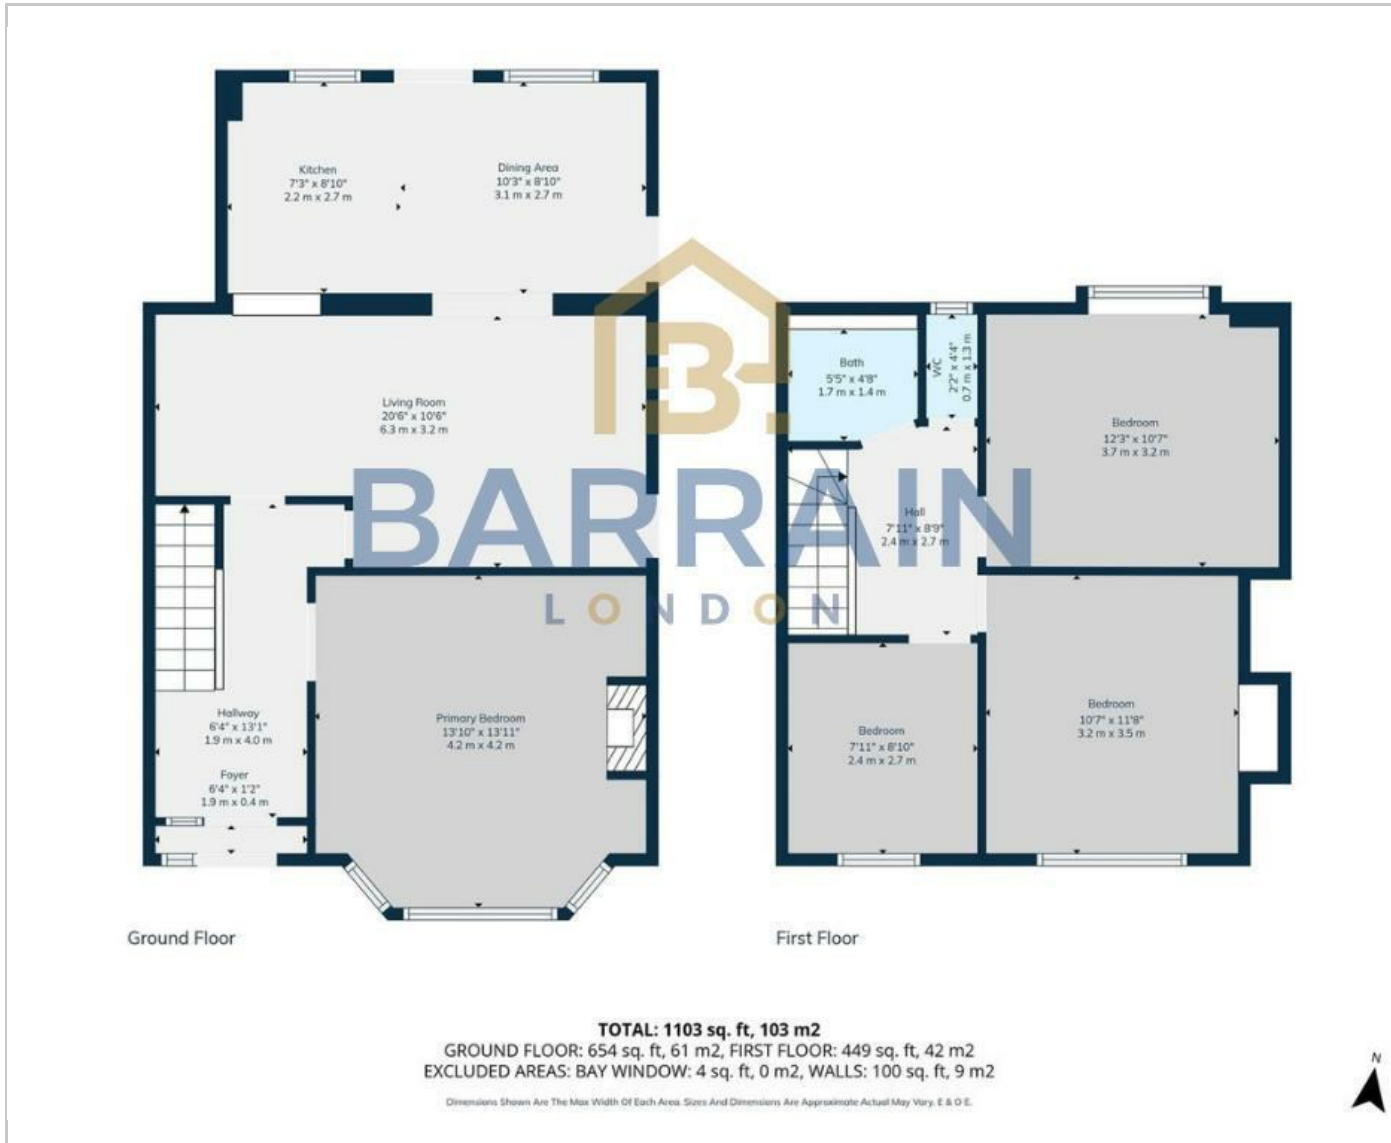 Kitchen
7'3" x 8'10"
2.2 m x 2.7 m
Dining Area
10'3" x 8'10"
3.1 m x 2.7 m
Living Room
20'6" x 10'6"
6.3 m x 3.2 m
Hallway
6'4" x 13'1"
1.9 m x 4.0 m
Foyer
6'4" x 1'2"
1.9 m x 0.4 m
Primary Bedroom
13'10" x 13'11"
4.2 m x 4.2 m
Ground Floor
Bath
5'5" x 4'8"
1.7 m x 1.4 m
WC
2'2" x 4'4"
0.7 m x 1.3 m
Bedroom
12'3" x 10'7"
3.7 m x 3.2 m
Hall
7'11" x 8'9"
2.4 m x 2.7 m
Bedroom
7'11" x 8'10"
2.4 m x 2.7 m
Bedroom
10'7" x 11'8"
3.2 m x 3.5 m
First Floor
B.
BARRAIN
LONDON
TOTAL: 1103 sq. ft, 103 m2
GROUND FLOOR: 654 sq. ft, 61 m2, FIRST FLOOR: 449 sq. ft, 42 m2
EXCLUDED AREAS: BAY WINDOW: 4 sq. ft, 0 m2, WALLS: 100 sq. ft, 9 m2
Dimensions Shown Are The Max Width Of Each Area. Sizes And Dimensions Are Approximate Actual May Vary. E & O E.
N